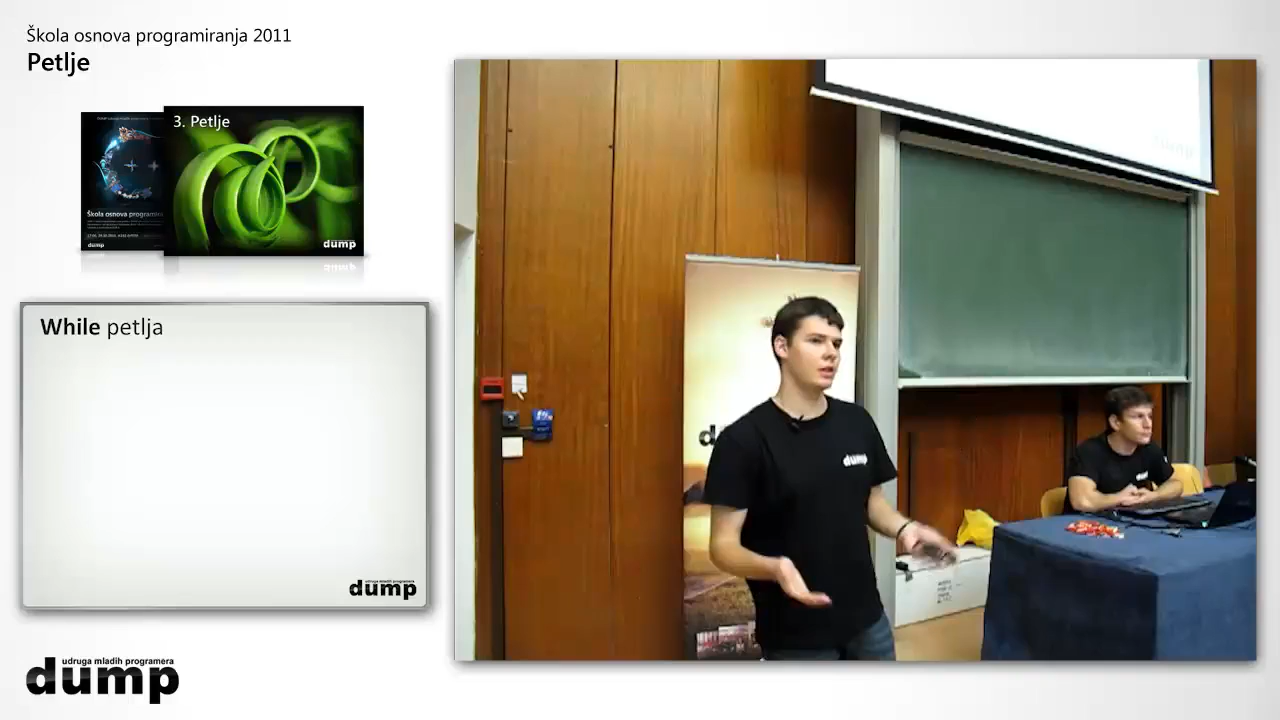 Škola osnova programiranja 2011
Petlje
3. Petlje
Škola osnova programira
dump
dump
While petlja
udruga mladih programera
dump
udruga mladih programera
dump
dump